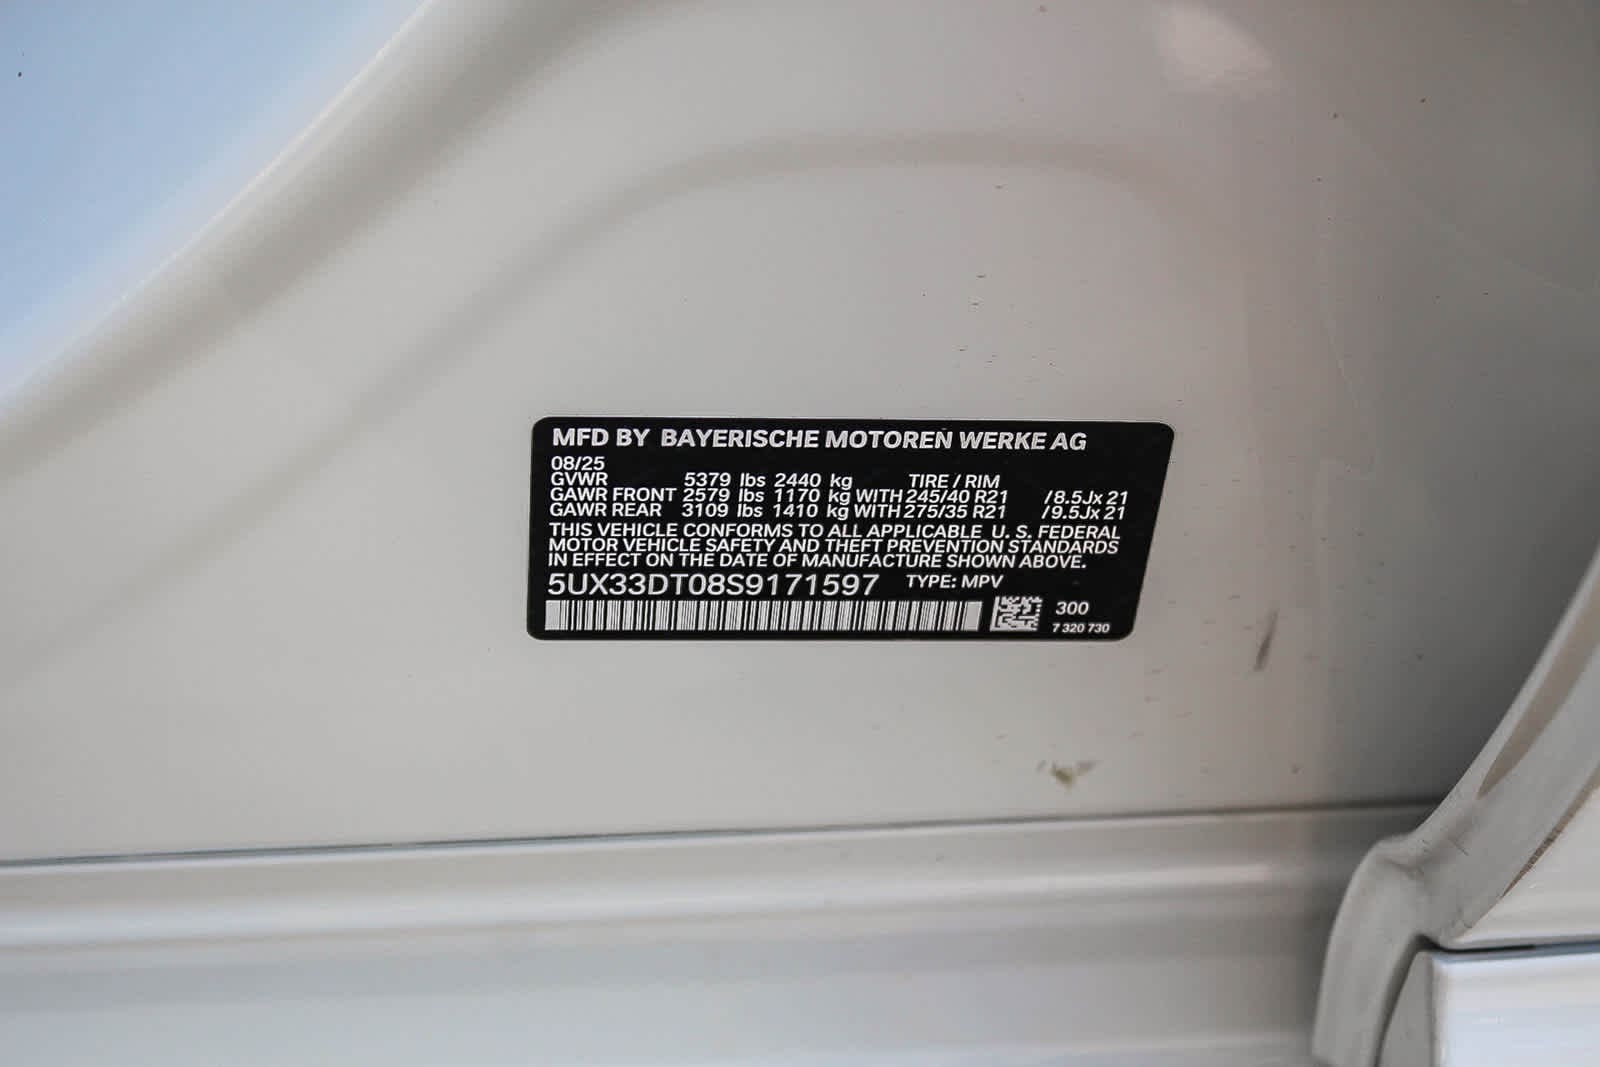 MFD BY BAYERISCHE MOTOREN WERKE AG
08/25
GVWR 5379 lbs 2440 kg TIRE / RIM
GAWR FRONT 2579 lbs 1170 kg WITH 245/40 R21 /8.5Jx 21
GAWR REAR 3109 lbs 1410 kg WITH 275/35 R21 /9.5Jx 21
THIS VEHICLE CONFORMS TO ALL APPLICABLE U. S. FEDERAL
MOTOR VEHICLE SAFETY AND THEFT PREVENTION STANDARDS
IN EFFECT ON THE DATE OF MANUFACTURE SHOWN ABOVE.
5UX33DT08S9171597 TYPE: MPV
300
7 320 730